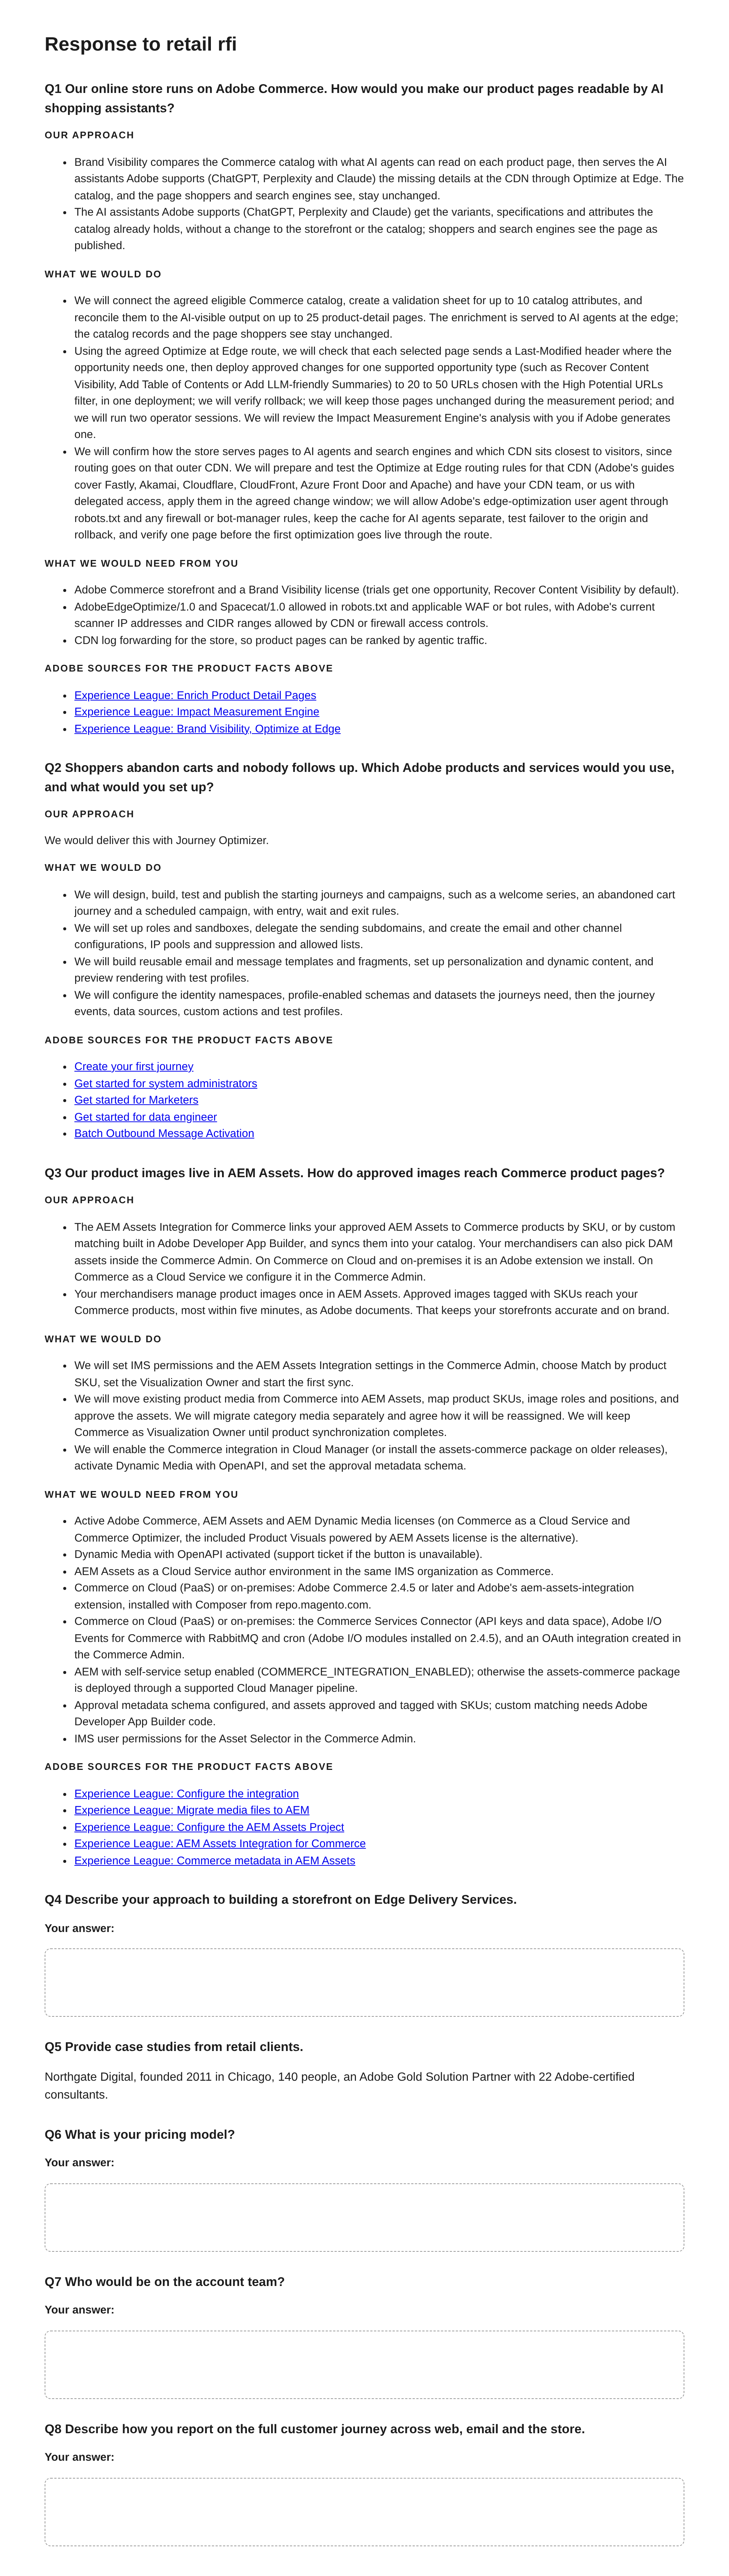 Response to retail rfi
Q1 Our online store runs on Adobe Commerce. How would you make our product pages readable by AI
shopping assistants?
OUR APPROACH
• Brand Visibility compares the Commerce catalog with what AI agents can read on each product page, then serves the AI
assistants Adobe supports (ChatGPT, Perplexity and Claude) the missing details at the CDN through Optimize at Edge. The
catalog, and the page shoppers and search engines see, stay unchanged.
• The AI assistants Adobe supports (ChatGPT, Perplexity and Claude) get the variants, specifications and attributes the
catalog already holds, without a change to the storefront or the catalog; shoppers and search engines see the page as
published.
WHAT WE WOULD DO
• We will connect the agreed eligible Commerce catalog, create a validation sheet for up to 10 catalog attributes, and
reconcile them to the AI-visible output on up to 25 product-detail pages. The enrichment is served to AI agents at the edge;
the catalog records and the page shoppers see stay unchanged.
• Using the agreed Optimize at Edge route, we will check that each selected page sends a Last-Modified header where the
opportunity needs one, then deploy approved changes for one supported opportunity type (such as Recover Content
Visibility, Add Table of Contents or Add LLM-friendly Summaries) to 20 to 50 URLs chosen with the High Potential URLs
filter, in one deployment; we will verify rollback; we will keep those pages unchanged during the measurement period; and
we will run two operator sessions. We will review the Impact Measurement Engine's analysis with you if Adobe generates
one.
• We will confirm how the store serves pages to AI agents and search engines and which CDN sits closest to visitors, since
routing goes on that outer CDN. We will prepare and test the Optimize at Edge routing rules for that CDN (Adobe's guides
cover Fastly, Akamai, Cloudflare, CloudFront, Azure Front Door and Apache) and have your CDN team, or us with
delegated access, apply them in the agreed change window; we will allow Adobe's edge-optimization user agent through
robots.txt and any firewall or bot-manager rules, keep the cache for AI agents separate, test failover to the origin and
rollback, and verify one page before the first optimization goes live through the route.
WHAT WE WOULD NEED FROM YOU
• Adobe Commerce storefront and a Brand Visibility license (trials get one opportunity, Recover Content Visibility by default).
• AdobeEdgeOptimize/1.0 and Spacecat/1.0 allowed in robots.txt and applicable WAF or bot rules, with Adobe's current
scanner IP addresses and CIDR ranges allowed by CDN or firewall access controls.
• CDN log forwarding for the store, so product pages can be ranked by agentic traffic.
ADOBE SOURCES FOR THE PRODUCT FACTS ABOVE
• Experience League: Enrich Product Detail Pages
• Experience League: Impact Measurement Engine
• Experience League: Brand Visibility, Optimize at Edge
Q2 Shoppers abandon carts and nobody follows up. Which Adobe products and services would you use,
and what would you set up?
OUR APPROACH
We would deliver this with Journey Optimizer.
WHAT WE WOULD DO
• We will design, build, test and publish the starting journeys and campaigns, such as a welcome series, an abandoned cart
journey and a scheduled campaign, with entry, wait and exit rules.
• We will set up roles and sandboxes, delegate the sending subdomains, and create the email and other channel
configurations, IP pools and suppression and allowed lists.
• We will build reusable email and message templates and fragments, set up personalization and dynamic content, and
preview rendering with test profiles.
• We will configure the identity namespaces, profile-enabled schemas and datasets the journeys need, then the journey
events, data sources, custom actions and test profiles.
ADOBE SOURCES FOR THE PRODUCT FACTS ABOVE
• Create your first journey
• Get started for system administrators
• Get started for Marketers
• Get started for data engineer
• Batch Outbound Message Activation
Q3 Our product images live in AEM Assets. How do approved images reach Commerce product pages?
OUR APPROACH
• The AEM Assets Integration for Commerce links your approved AEM Assets to Commerce products by SKU, or by custom
matching built in Adobe Developer App Builder, and syncs them into your catalog. Your merchandisers can also pick DAM
assets inside the Commerce Admin. On Commerce on Cloud and on-premises it is an Adobe extension we install. On
Commerce as a Cloud Service we configure it in the Commerce Admin.
• Your merchandisers manage product images once in AEM Assets. Approved images tagged with SKUs reach your
Commerce products, most within five minutes, as Adobe documents. That keeps your storefronts accurate and on brand.
WHAT WE WOULD DO
• We will set IMS permissions and the AEM Assets Integration settings in the Commerce Admin, choose Match by product
SKU, set the Visualization Owner and start the first sync.
• We will move existing product media from Commerce into AEM Assets, map product SKUs, image roles and positions, and
approve the assets. We will migrate category media separately and agree how it will be reassigned. We will keep
Commerce as Visualization Owner until product synchronization completes.
• We will enable the Commerce integration in Cloud Manager (or install the assets-commerce package on older releases),
activate Dynamic Media with OpenAPI, and set the approval metadata schema.
WHAT WE WOULD NEED FROM YOU
• Active Adobe Commerce, AEM Assets and AEM Dynamic Media licenses (on Commerce as a Cloud Service and
Commerce Optimizer, the included Product Visuals powered by AEM Assets license is the alternative).
• Dynamic Media with OpenAPI activated (support ticket if the button is unavailable).
• AEM Assets as a Cloud Service author environment in the same IMS organization as Commerce.
• Commerce on Cloud (PaaS) or on-premises: Adobe Commerce 2.4.5 or later and Adobe's aem-assets-integration
extension, installed with Composer from repo.magento.com.
• Commerce on Cloud (PaaS) or on-premises: the Commerce Services Connector (API keys and data space), Adobe I/O
Events for Commerce with RabbitMQ and cron (Adobe I/O modules installed on 2.4.5), and an OAuth integration created in
the Commerce Admin.
• AEM with self-service setup enabled (COMMERCE_INTEGRATION_ENABLED); otherwise the assets-commerce package
is deployed through a supported Cloud Manager pipeline.
• Approval metadata schema configured, and assets approved and tagged with SKUs; custom matching needs Adobe
Developer App Builder code.
• IMS user permissions for the Asset Selector in the Commerce Admin.
ADOBE SOURCES FOR THE PRODUCT FACTS ABOVE
• Experience League: Configure the integration
• Experience League: Migrate media files to AEM
• Experience League: Configure the AEM Assets Project
• Experience League: AEM Assets Integration for Commerce
• Experience League: Commerce metadata in AEM Assets
Q4 Describe your approach to building a storefront on Edge Delivery Services.
Your answer:
Q5 Provide case studies from retail clients.
Northgate Digital, founded 2011 in Chicago, 140 people, an Adobe Gold Solution Partner with 22 Adobe-certified
consultants.
Q6 What is your pricing model?
Your answer:
Q7 Who would be on the account team?
Your answer:
Q8 Describe how you report on the full customer journey across web, email and the store.
Your answer: